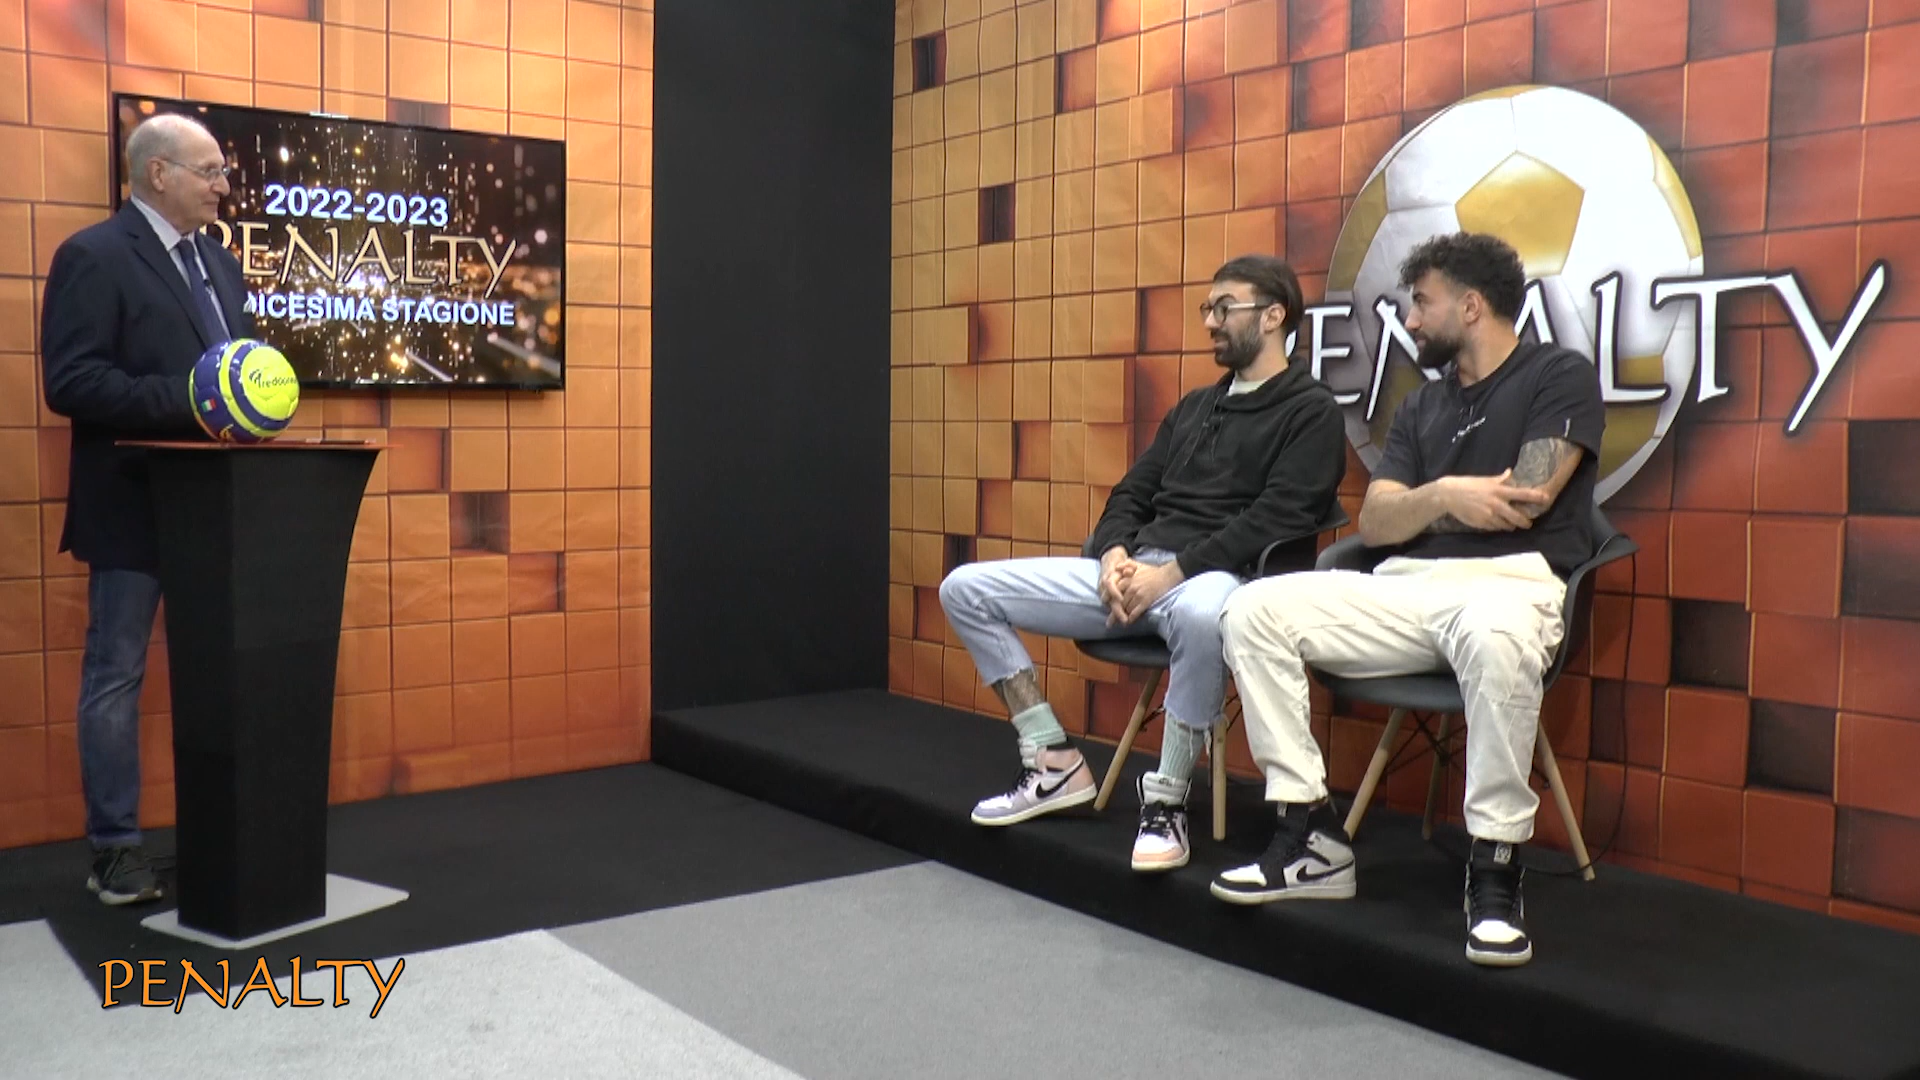 2022-2023
PENALTY
DICESIMA STAGIONE
PENALTY
PENALTY